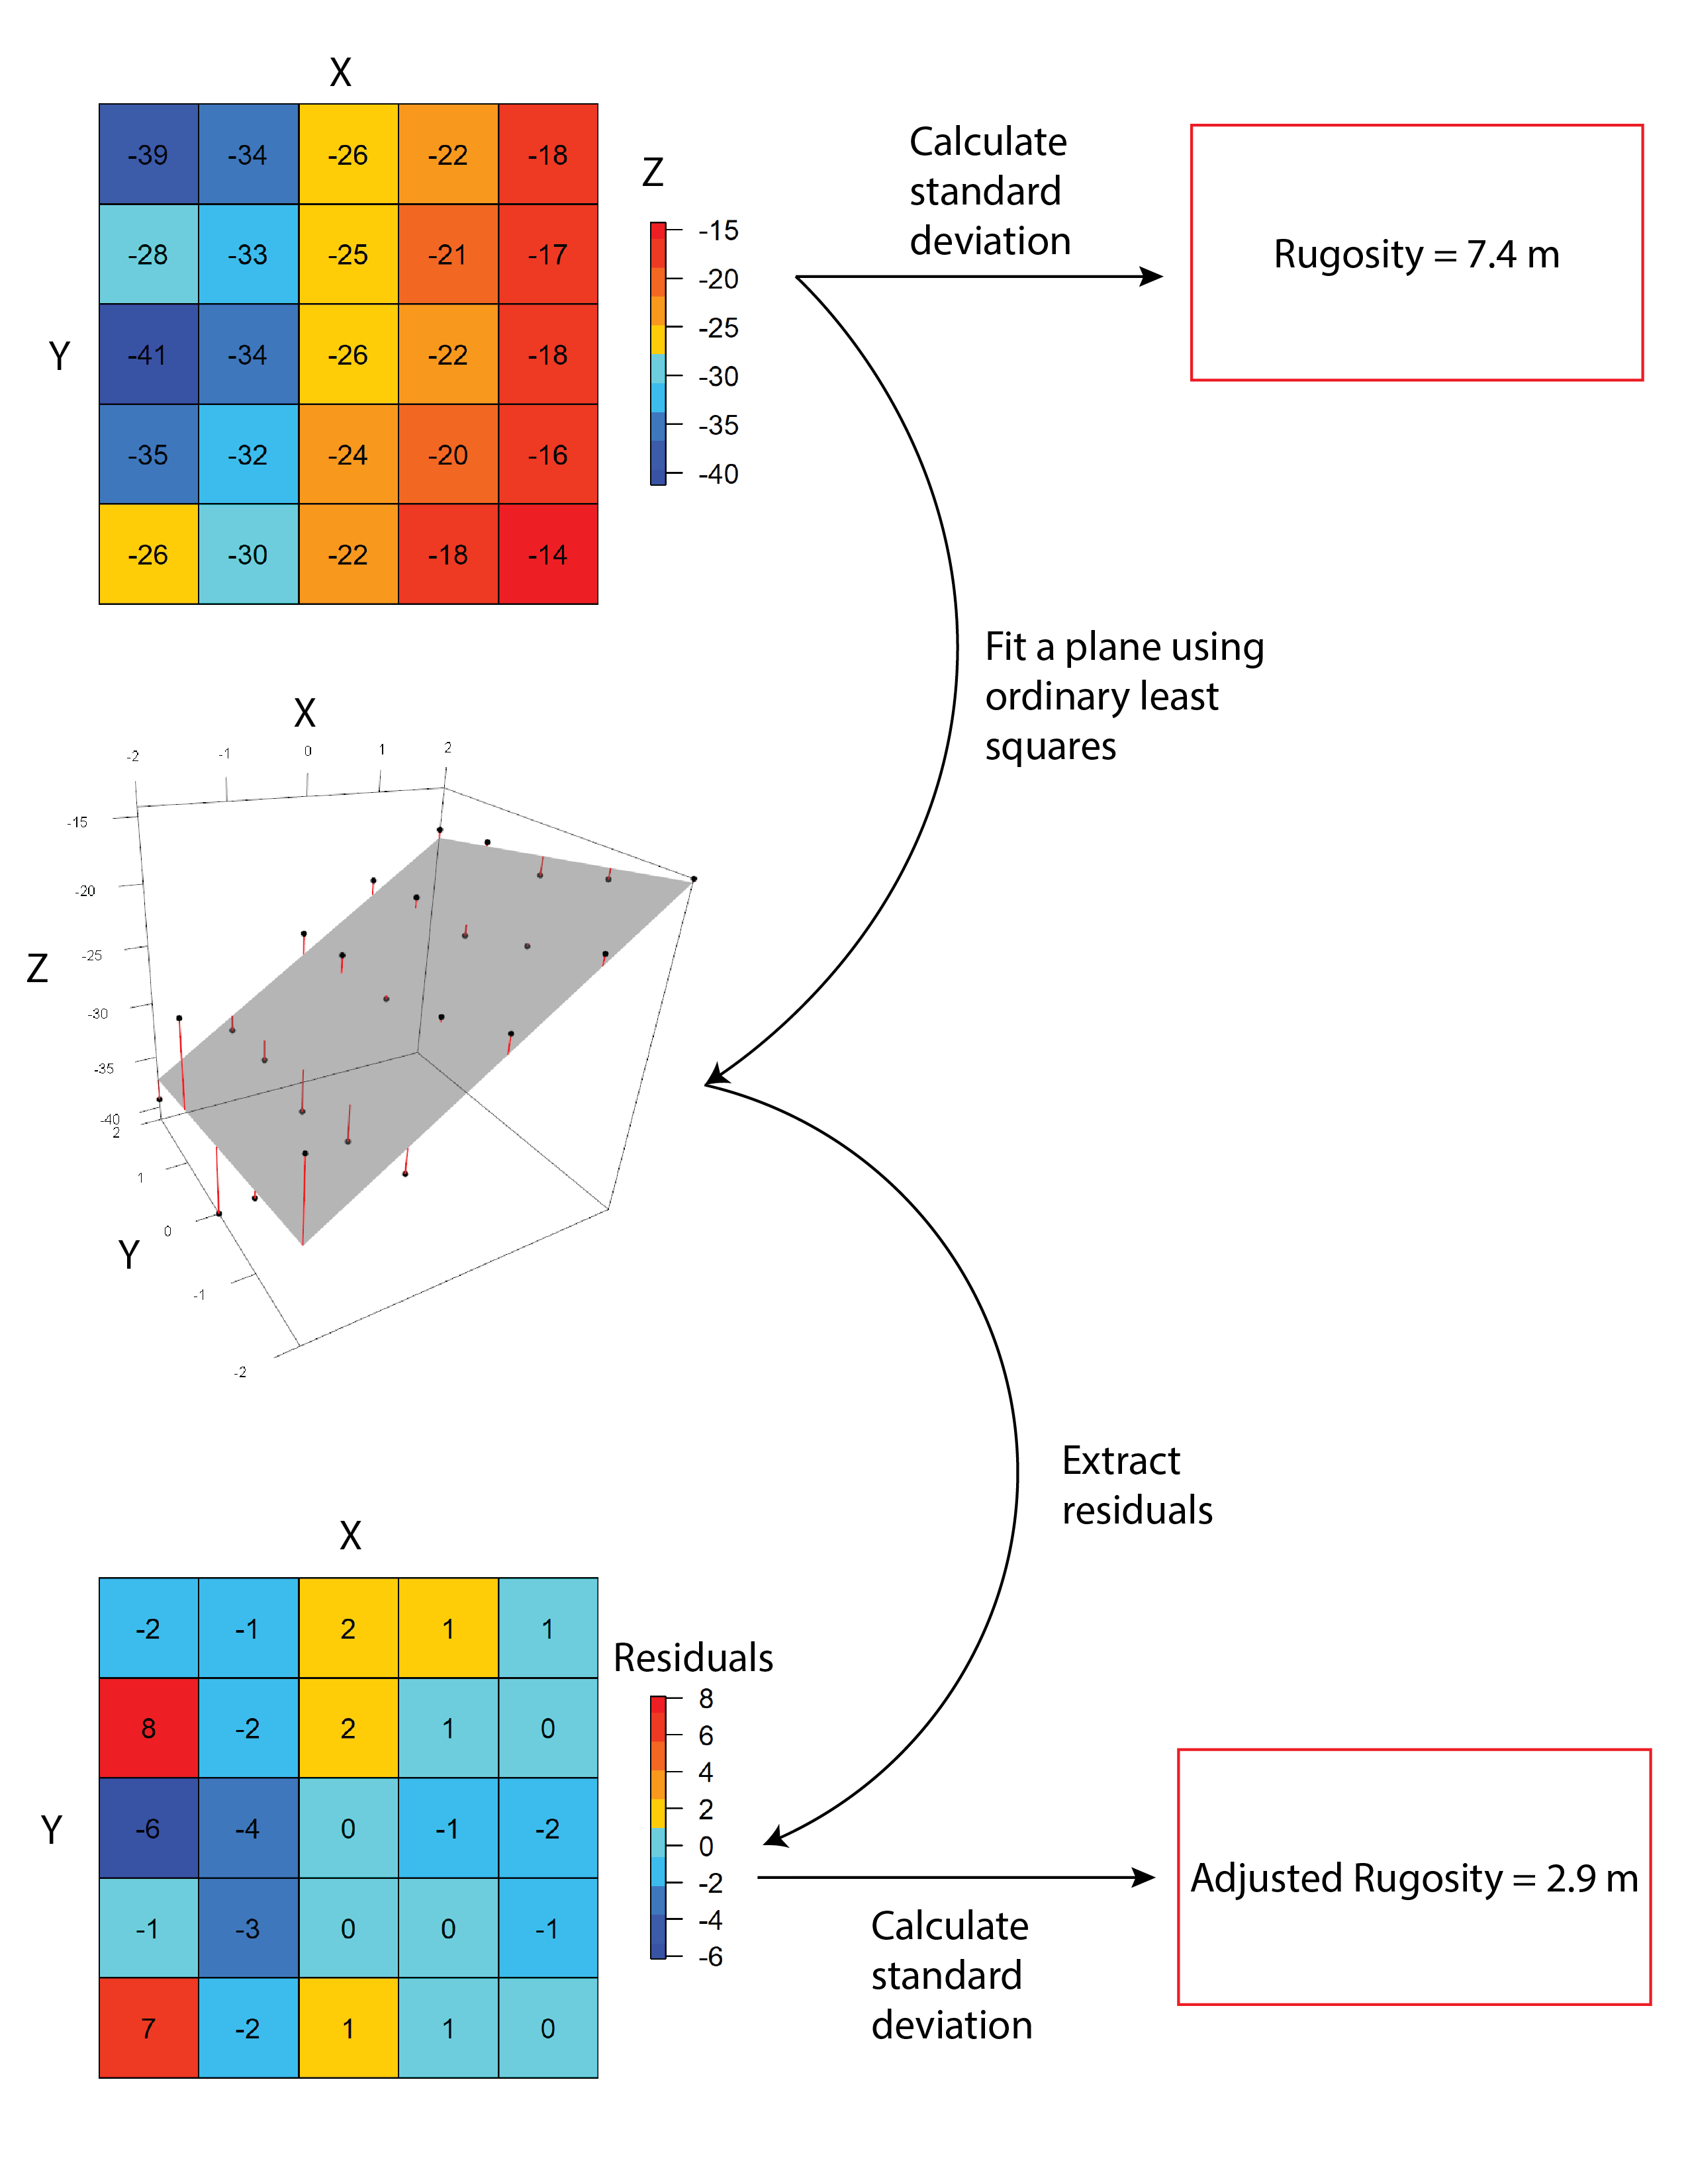 X
-39 -34 -26 -22 -18
-28 -33 -25 -21 -17
Y
-41 -34 -26 -22 -18
-35 -32 -24 -20 -16
-26 -30 -22 -18 -14
Z
-15
-20
-25
-30
-35
-40
Calculate
standard
deviation
Rugosity = 7.4 m
Fit a plane using
ordinary least
squares
X
-2 -1 0 1 2
-15
-20
Z
-25
-30
-35
-40
2
1
0
Y
-1
-2
Extract
residuals
X
-2 -1 2 1 1
8 -2 2 1 0
Y
-6 -4 0 -1 -2
-1 -3 0 0 -1
7 -2 1 1 0
Residuals
8
6
4
2
0
-2
-4
-6
Calculate
standard
deviation
Adjusted Rugosity = 2.9 m